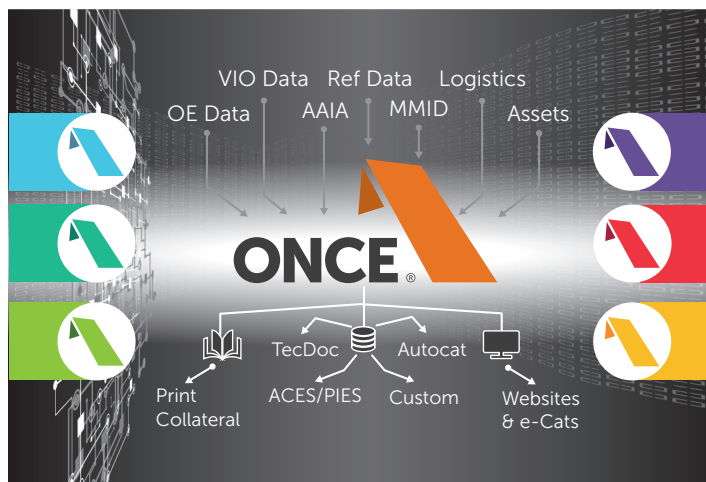 VIO Data Ref Data Logistics
OE Data AAIA MMID Assets
ONCE®
TecDoc Autocat
Print
Collateral
ACES/PIES Custom
Websites
& e-Cats